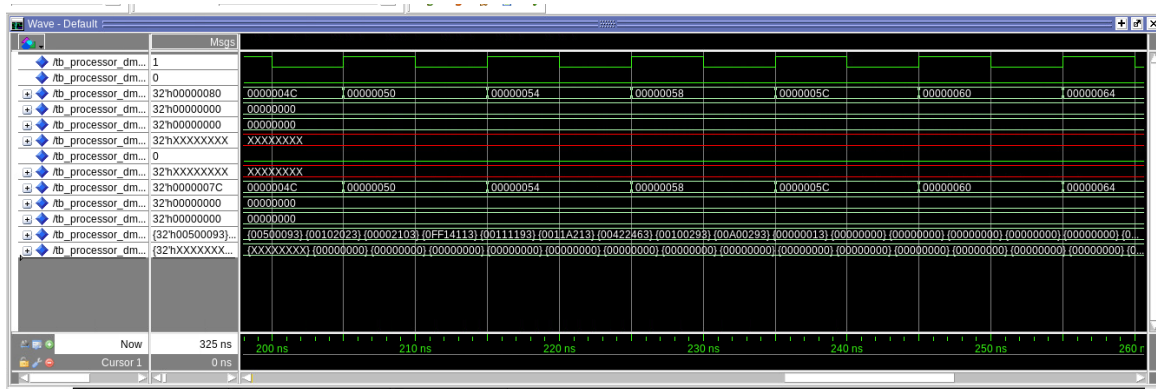 Wave - Default
Msgs
/tb_processor_dm... 1
/tb_processor_dm... 0
/tb_processor_dm... 32'h00000080 0000004C 00000050 00000054 00000058 0000005C 00000060 00000064
/tb_processor_dm... 32'h00000000 00000000
/tb_processor_dm... 32'h00000000 00000000
/tb_processor_dm... 32'hXXXXXXXX XXXXXXXX
/tb_processor_dm... 0
/tb_processor_dm... 32'hXXXXXXXX XXXXXXXX
/tb_processor_dm... 32'h0000007C 0000004C 00000050 00000054 00000058 0000005C 00000060 00000064
/tb_processor_dm... 32'h00000000 00000000
/tb_processor_dm... 32'h00000000 00000000
/tb_processor_dm... {32'h00500093}... {00500093} {00102023} {00002103} {0FF14113} {00111193} {0011A213} {00422463} {00100293} {00A00293} {00000013} {00000000} {00000000} {00000000} {00000000} {0...
/tb_processor_dm... {32'hXXXXXXX... {XXXXXXXX} {00000000} {00000000} {00000000} {00000000} {00000000} {00000000} {00000000} {00000000} {00000000} {00000000} {00000000} {00000000} {00000000} {0...
Now 325 ns 200 ns 210 ns 220 ns 230 ns 240 ns 250 ns 260 n
Cursor 1 0 ns